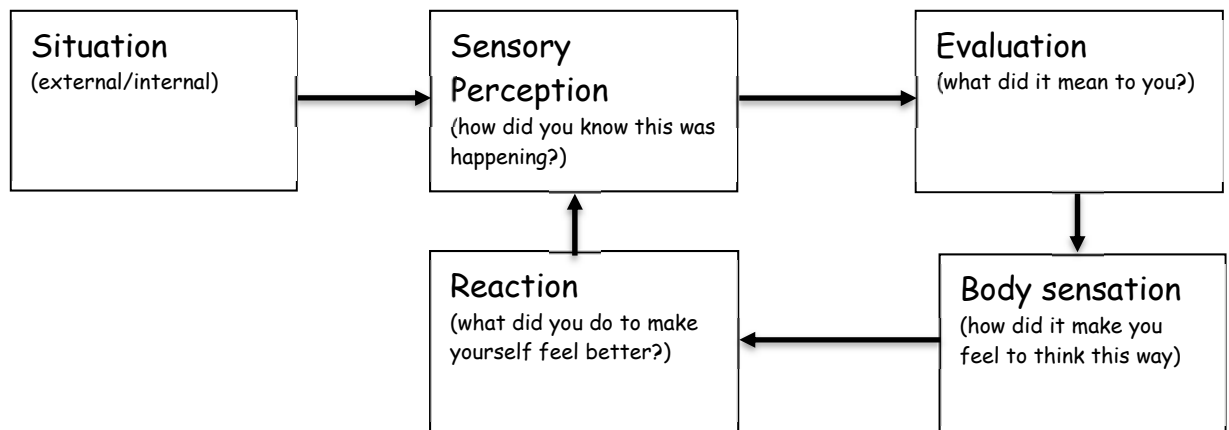 Situation
(external/internal)
Sensory
Perception
(how did you know this was
happening?)
Evaluation
(what did it mean to you?)
Reaction
(what did you do to make
yourself feel better?)
Body sensation
(how did it make you
feel to think this way)